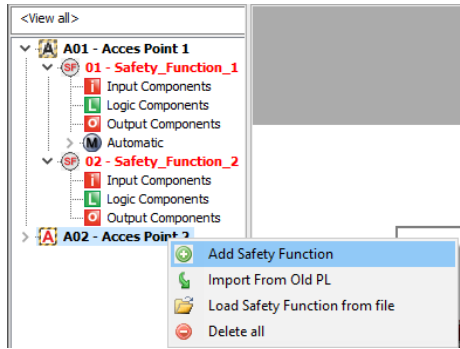 <View all>
A A01 - Acces Point 1
SF 01 - Safety_Function_1
I Input Components
L Logic Components
O Output Components
M Automatic
SF 02 - Safety_Function_2
I Input Components
L Logic Components
O Output Components
A A02 - Acces Point 2
Add Safety Function
Import From Old PL
Load Safety Function from file
Delete all